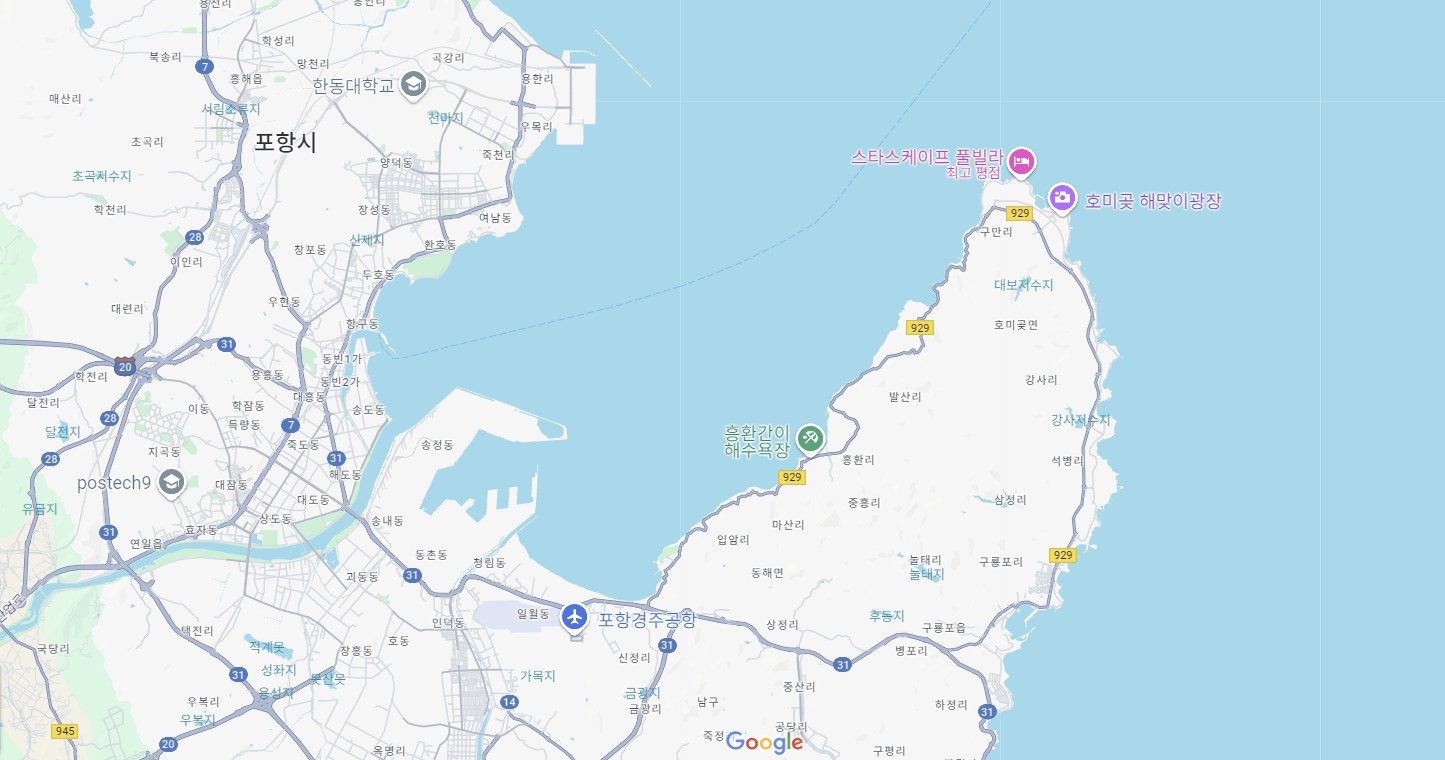 용선리
흥안리
학성리
북송리
7
망천리
곡강리
흥해읍
한동대학교
용한리
매산리
서림소류지
천마지
초곡리
포항시
우목리
죽천리
양덕동
초곡저수지
학천리
장성동
여남동
28
산제지
창포동
환호동
이인리
두호동
대련리
우현동
항구동
31
동빈1가
20
학전리
용흥동
동빈2가
달전리
대흥동
28
이동
학잠동
송도동
득량동
7
달전지
송정동
죽도동
지곡동
28
31
해도동
postech9
대잠동
대도동
유금지
상도동
송내동
31
효자동
연일읍
동촌동
청림동
괴동동
31
일월동
포항경주공항
인덕동
택전리
호동
국당리
적계못
장흥동
신정리
31
성좌지
못산못
가목지
31
용성지
우복리
14
금광지
우복지
금광리
945
20
옥명리
스타스케이프 풀빌라
최고 평점
호미곶 해맞이광장
929
구만리
대보저수지
929
호미곶면
강사리
발산리
강사저수지
흥환간이
해수욕장
흥환리
석병리
929
중흥리
삼정리
마산리
입암리
929
눌태리
구룡포리
동해면
눌태지
후동지
상정리
구룡포읍
병포리
31
중산리
남구
하정리
31
공당리
죽정
Google
구평리